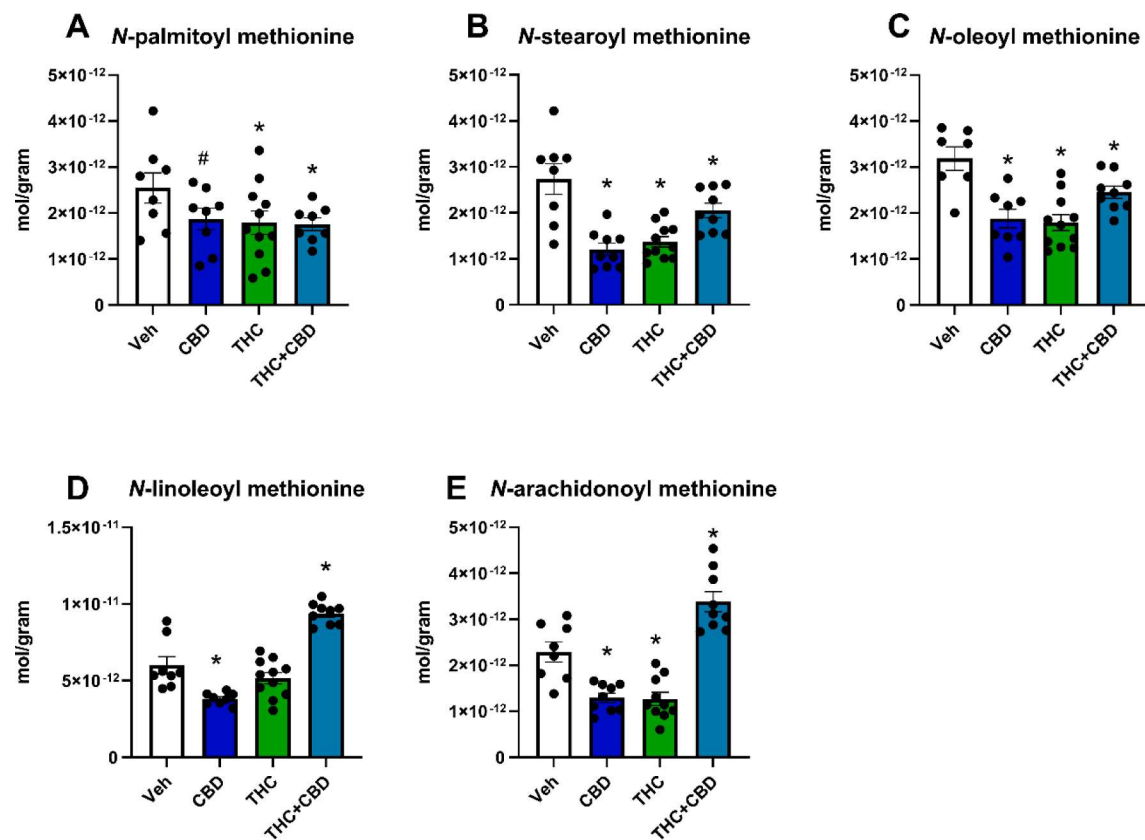 A N-palmitoyl methionine
5×10⁻¹²
4×10⁻¹²
3×10⁻¹²
2×10⁻¹²
1×10⁻¹²
0
mol/gram
# * *
Veh CBD THC THC+CBD
B N-stearoyl methionine
5×10⁻¹²
4×10⁻¹²
3×10⁻¹²
2×10⁻¹²
1×10⁻¹²
0
mol/gram
* * *
Veh CBD THC THC+CBD
C N-oleoyl methionine
5×10⁻¹²
4×10⁻¹²
3×10⁻¹²
2×10⁻¹²
1×10⁻¹²
0
mol/gram
* * *
Veh CBD THC THC+CBD
D N-linoleoyl methionine
1.5×10⁻¹¹
1×10⁻¹¹
5×10⁻¹²
0
mol/gram
* *
Veh CBD THC THC+CBD
E N-arachidonoyl methionine
5×10⁻¹²
4×10⁻¹²
3×10⁻¹²
2×10⁻¹²
1×10⁻¹²
0
mol/gram
* * *
Veh CBD THC THC+CBD